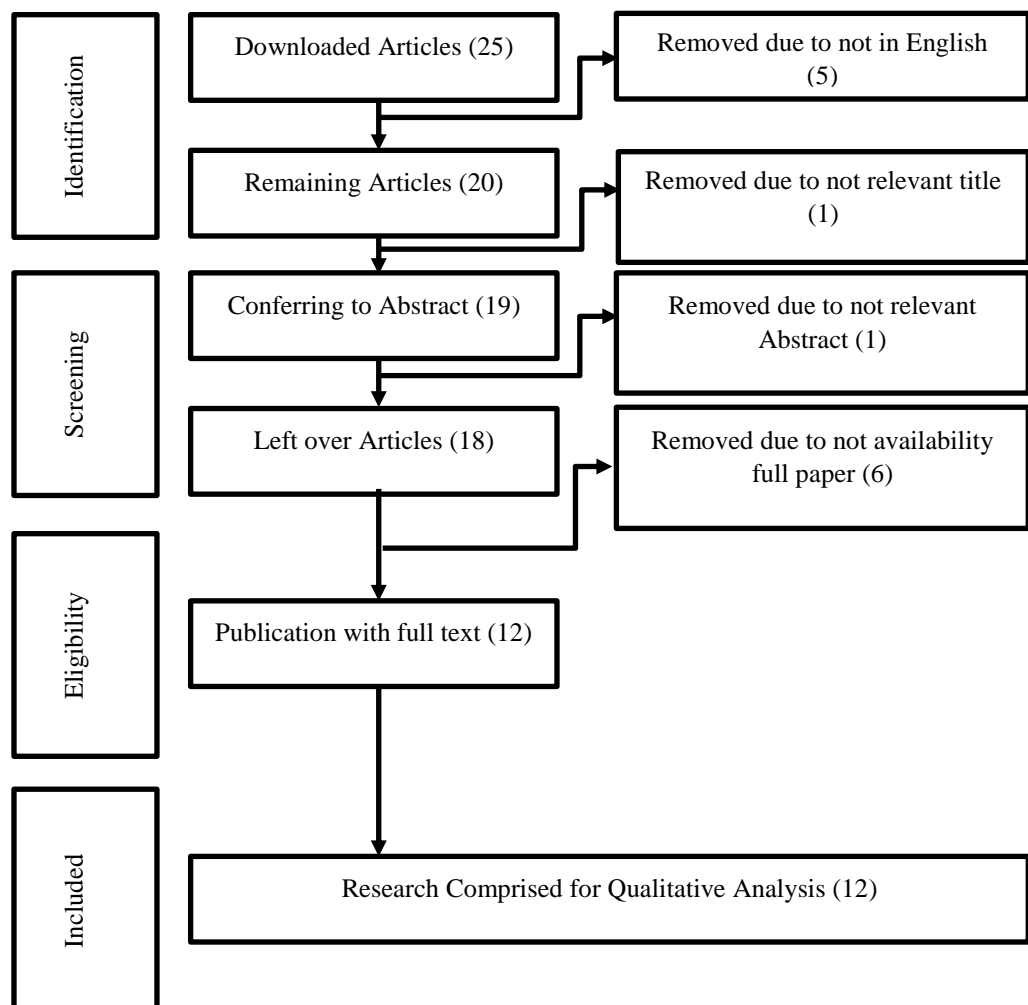 Identification
Downloaded Articles (25)
Removed due to not in English
(5)
Remaining Articles (20)
Removed due to not relevant title
(1)
Screening
Conferring to Abstract (19)
Removed due to not relevant
Abstract (1)
Left over Articles (18)
Removed due to not availability
full paper (6)
Eligibility
Publication with full text (12)
Included
Research Comprised for Qualitative Analysis (12)